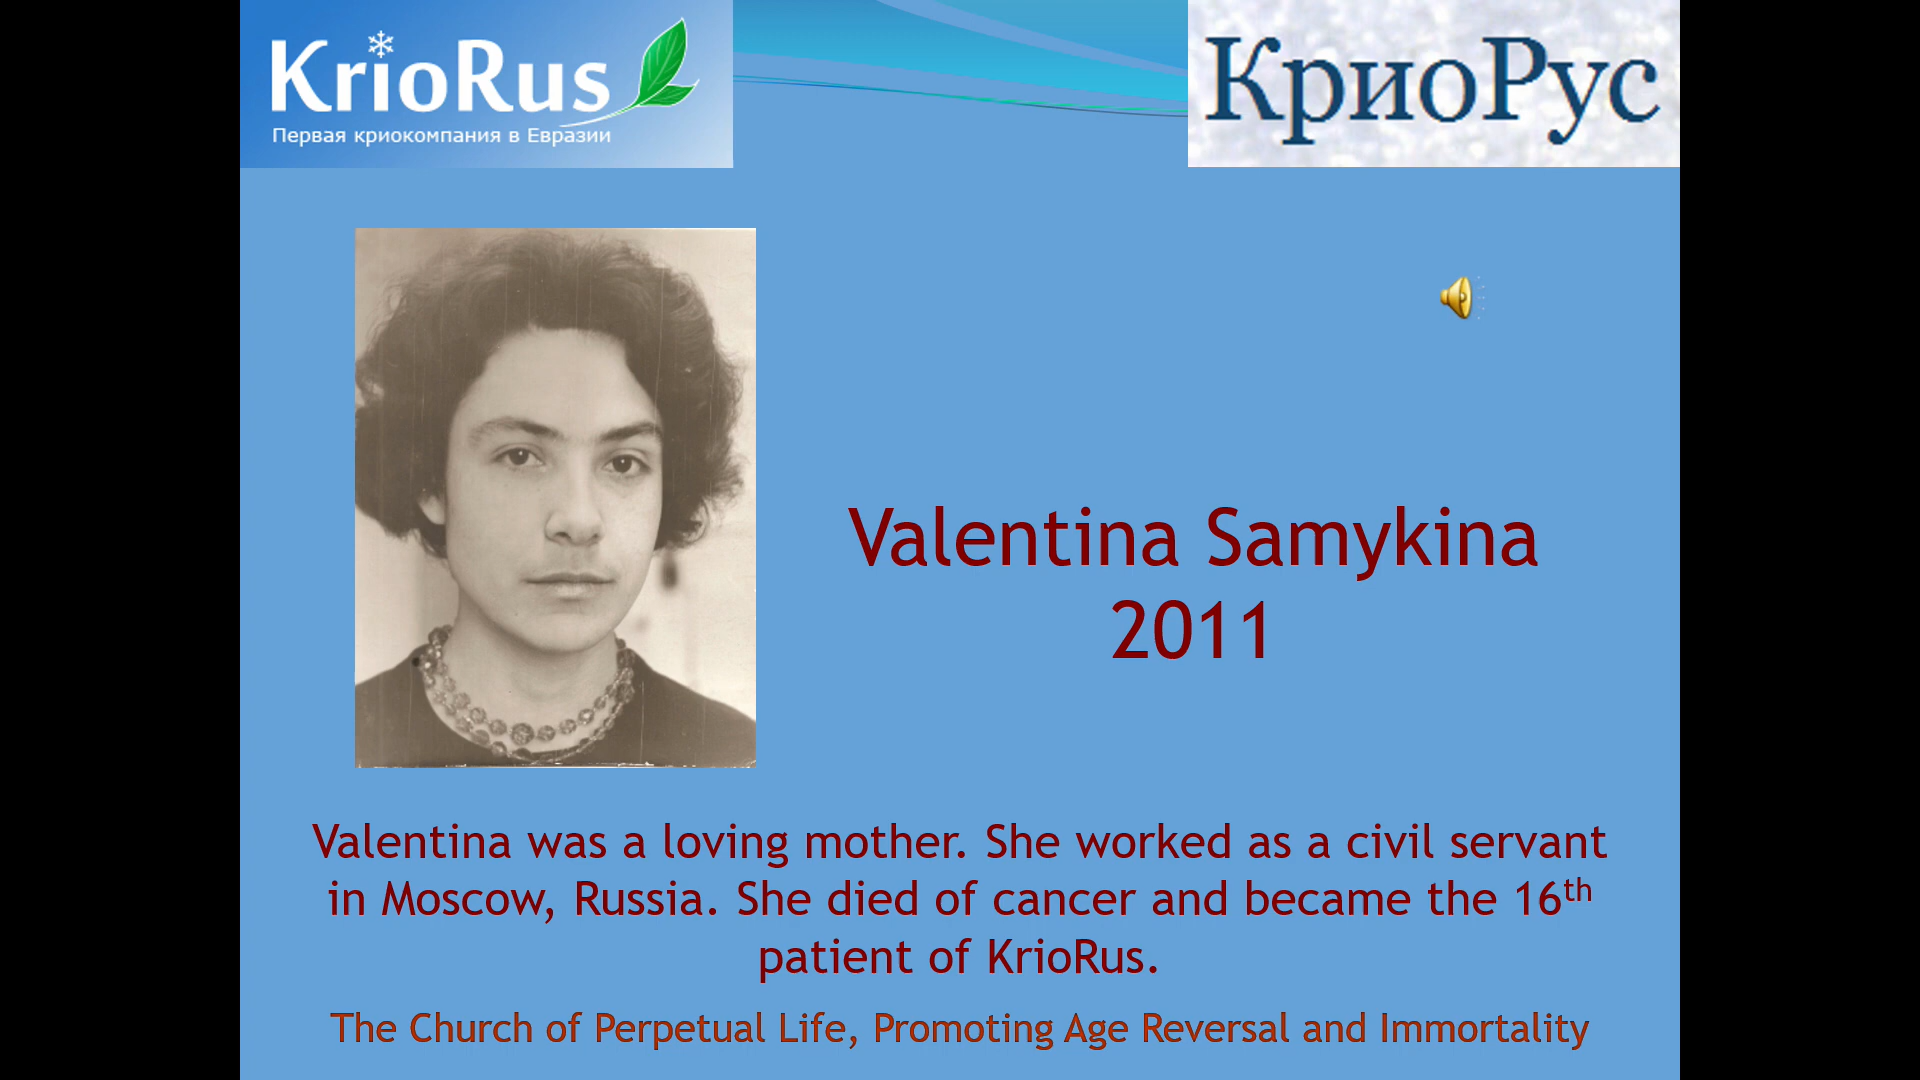 KrioRus
Первая криокомпания в Евразии
КриоРус
Valentina Samykina
2011
Valentina was a loving mother. She worked as a civil servant
in Moscow, Russia. She died of cancer and became the 16th
patient of KrioRus.
The Church of Perpetual Life, Promoting Age Reversal and Immortality